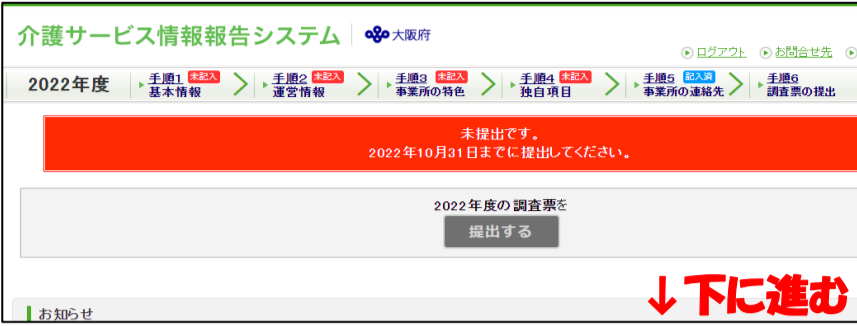 介護サービス情報報告システム 大阪府
ログアウト お問合せ先
2022年度 手順1 未記入 基本情報 手順2 未記入 運営情報 手順3 未記入 事業所の特色 手順4 未記入 独自項目 手順5 記入済 事業所の連絡先 手順6 調査票の提出
未提出です。
2022年10月31日までに提出してください。
2022年度の調査票を
提出する
↓下に進む
お知らせ